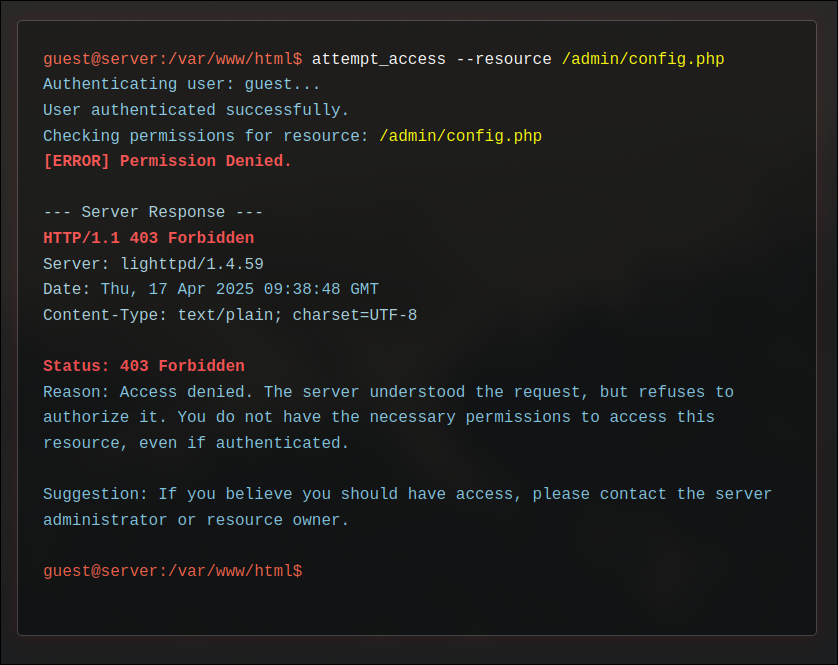 guest@server:/var/www/html$ attempt_access --resource /admin/config.php
Authenticating user: guest...
User authenticated successfully.
Checking permissions for resource: /admin/config.php
[ERROR] Permission Denied.
--- Server Response ---
HTTP/1.1 403 Forbidden
Server: lighttpd/1.4.59
Date: Thu, 17 Apr 2025 09:38:48 GMT
Content-Type: text/plain; charset=UTF-8
Status: 403 Forbidden
Reason: Access denied. The server understood the request, but refuses to
authorize it. You do not have the necessary permissions to access this
resource, even if authenticated.
Suggestion: If you believe you should have access, please contact the server
administrator or resource owner.
guest@server:/var/www/html$